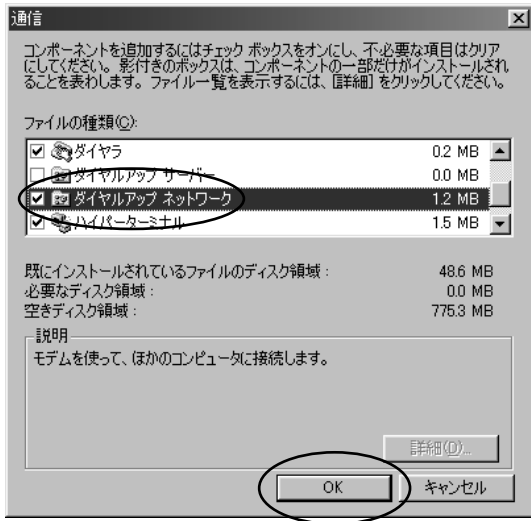 通信
コンポーネントを追加するにはチェック ボックスをオンにし、不必要な項目はクリア
にしてください。影付きのボックスは、コンポーネントの一部だけがインストールされ
ることを表わします。ファイル一覧を表示するには、[詳細] をクリックしてください。
ファイルの種類(C):
ダイヤラ 0.2 MB
ダイヤルアップ サーバー 0.0 MB
ダイヤルアップ ネットワーク 1.2 MB
ハイパーターミナル 1.5 MB
既にインストールされているファイルのディスク領域 : 48.6 MB
必要なディスク領域 : 0.0 MB
空きディスク領域 : 775.3 MB
説明
モデムを使って、ほかのコンピュータに接続します。
詳細(D)...
OK キャンセル